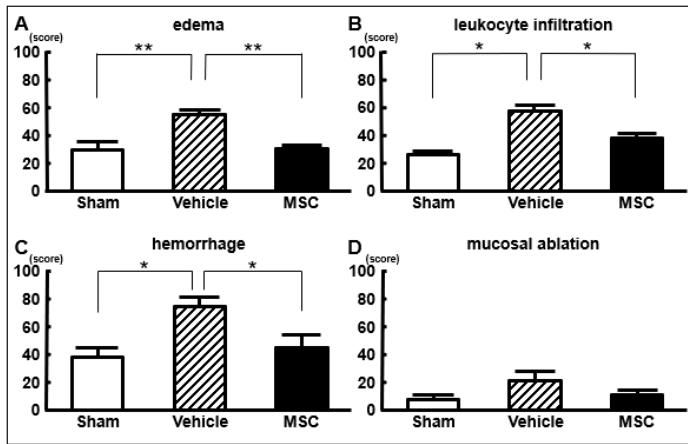 A edema
(score)
** **
100
80
60
40
20
0
Sham Vehicle MSC
B leukocyte infiltration
(score)
* *
100
80
60
40
20
0
Sham Vehicle MSC
C hemorrhage
(score)
* *
100
80
60
40
20
0
Sham Vehicle MSC
D mucosal ablation
(score)
100
80
60
40
20
0
Sham Vehicle MSC